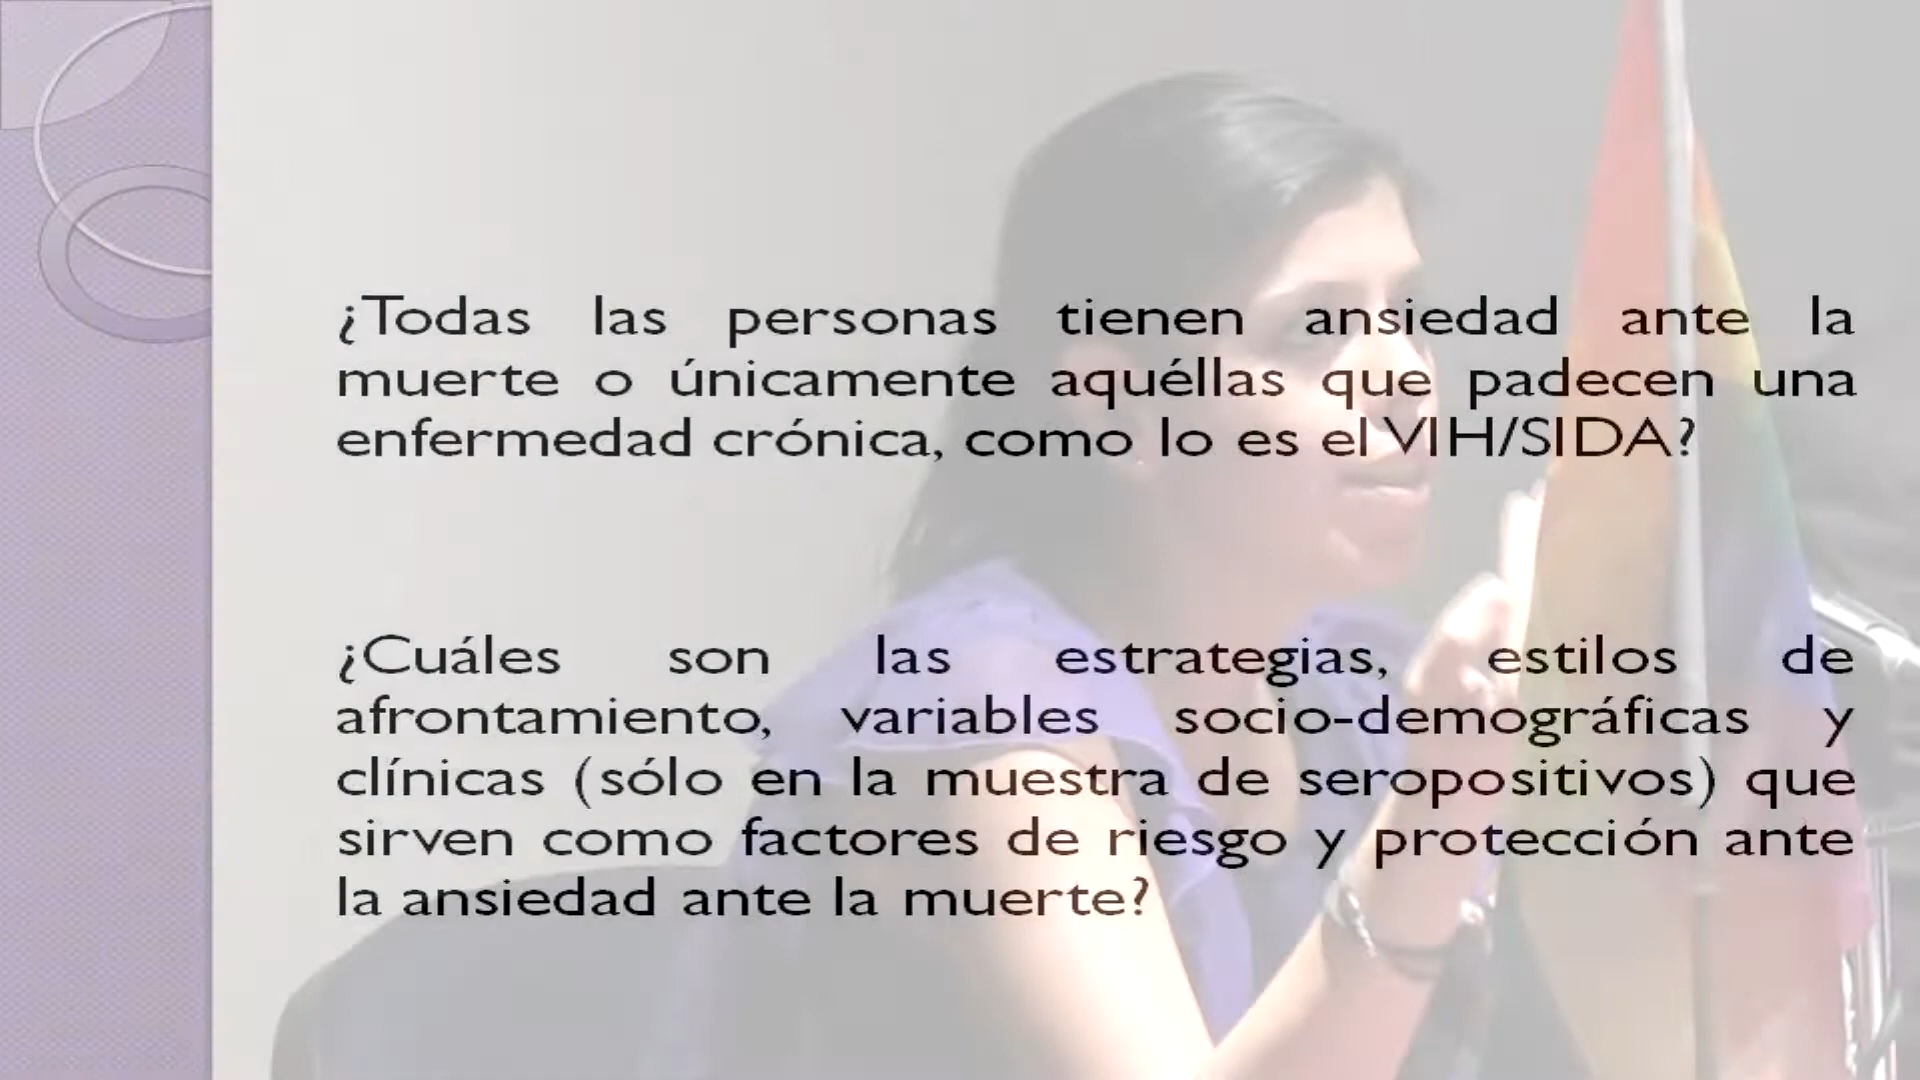 ¿Todas las personas tienen ansiedad ante la
muerte o únicamente aquéllas que padecen una
enfermedad crónica, como lo es el VIH/SIDA?
¿Cuáles son las estrategias, estilos de
afrontamiento, variables socio-demográficas y
clínicas (sólo en la muestra de seropositivos) que
sirven como factores de riesgo y protección ante
la ansiedad ante la muerte?